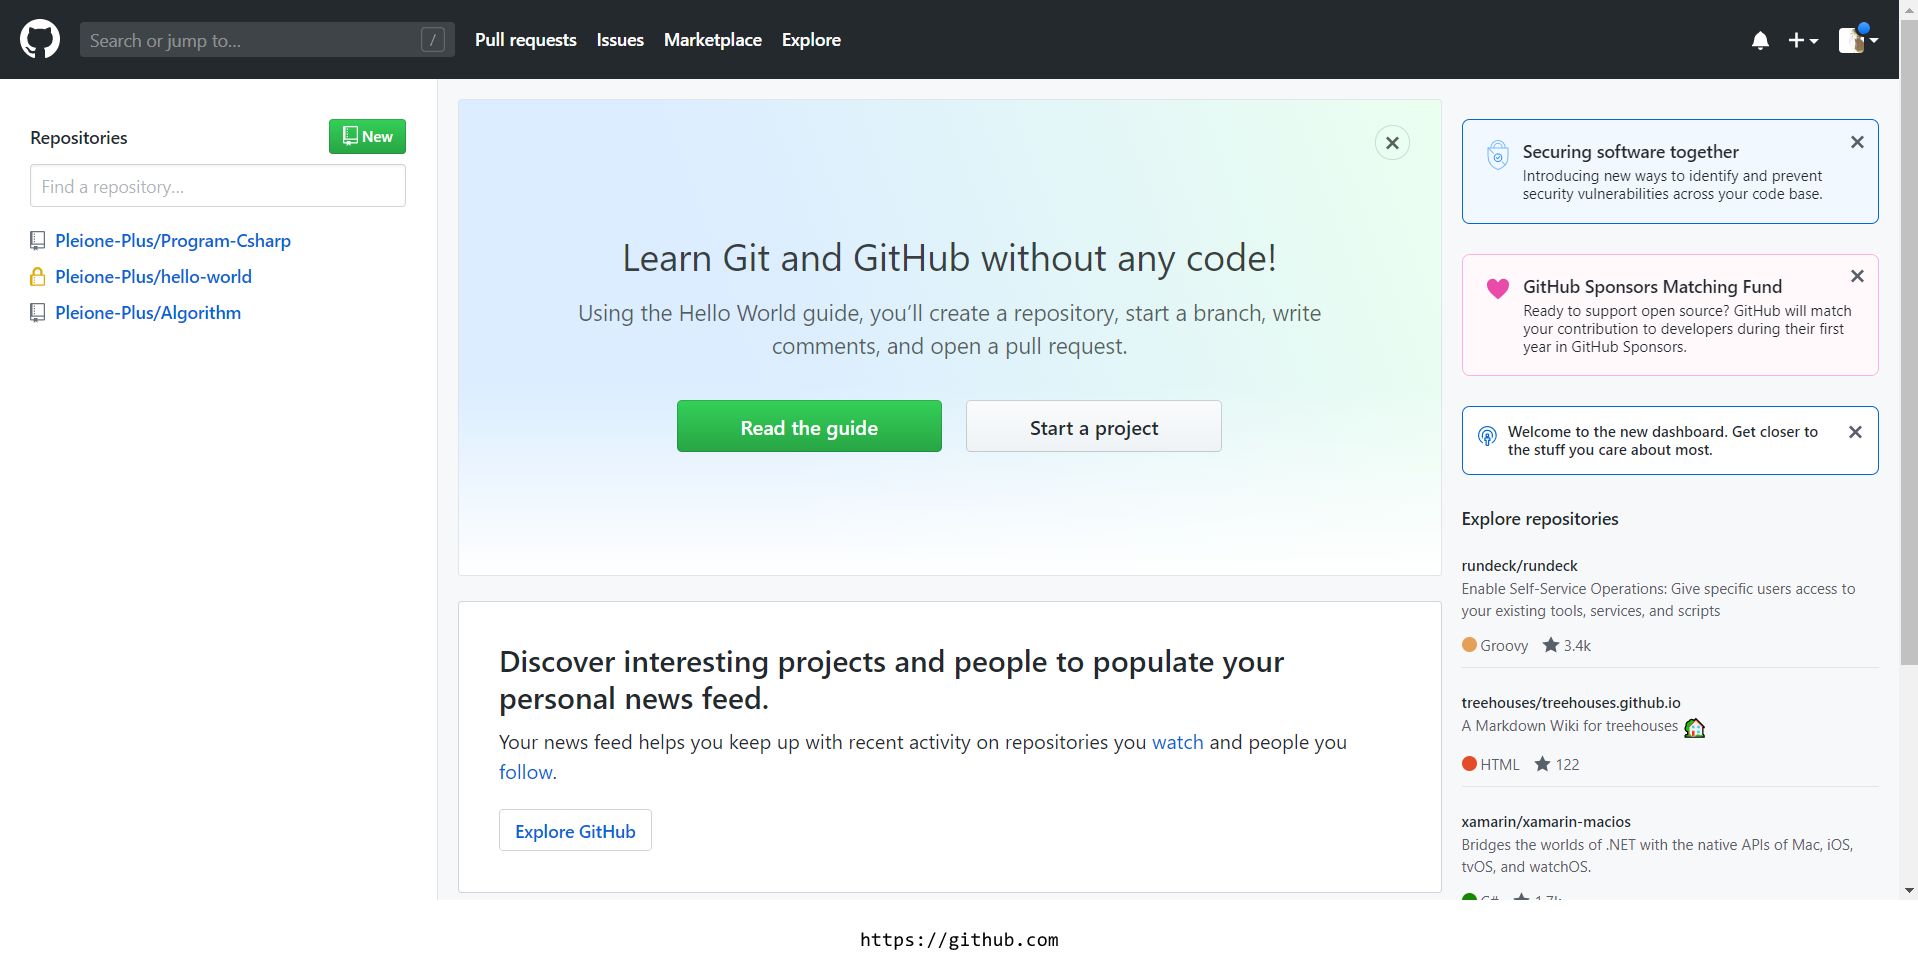 Search or jump to... /
Pull requests
Issues
Marketplace
Explore
Repositories
New
Find a repository...
Pleione-Plus/Program-Csharp
Pleione-Plus/hello-world
Pleione-Plus/Algorithm
Learn Git and GitHub without any code!
Using the Hello World guide, you’ll create a repository, start a branch, write
comments, and open a pull request.
Read the guide
Start a project
Discover interesting projects and people to populate your
personal news feed.
Your news feed helps you keep up with recent activity on repositories you watch and people you
follow.
Explore GitHub
Securing software together
Introducing new ways to identify and prevent
security vulnerabilities across your code base.
GitHub Sponsors Matching Fund
Ready to support open source? GitHub will match
your contribution to developers during their first
year in GitHub Sponsors.
Welcome to the new dashboard. Get closer to
the stuff you care about most.
Explore repositories
rundeck/rundeck
Enable Self-Service Operations: Give specific users access to
your existing tools, services, and scripts
Groovy 3.4k
treehouses/treehouses.github.io
A Markdown Wiki for treehouses
HTML 122
xamarin/xamarin-macios
Bridges the worlds of .NET with the native APIs of Mac, iOS,
tvOS, and watchOS.
C# 1.7k
https://github.com